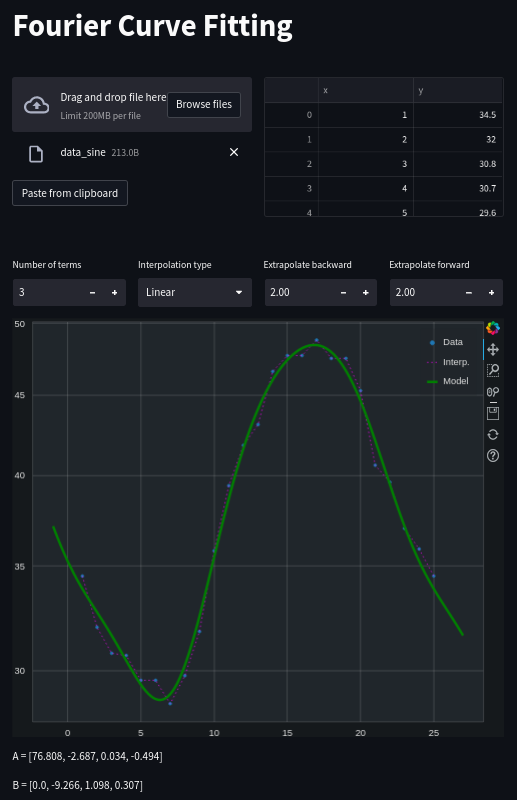 Fourier Curve Fitting
Drag and drop file here
Limit 200MB per file
Browse files
data_sine 213.0B
Paste from clipboard
x y
0 1 34.5
1 2 32
2 3 30.8
3 4 30.7
4 5 29.6
Number of terms
3
Interpolation type
Linear
Extrapolate backward
2.00
Extrapolate forward
2.00
Data
Interp.
Model
50
45
40
35
30
0 5 10 15 20 25
A = [76.808, -2.687, 0.034, -0.494]
B = [0.0, -9.266, 1.098, 0.307]